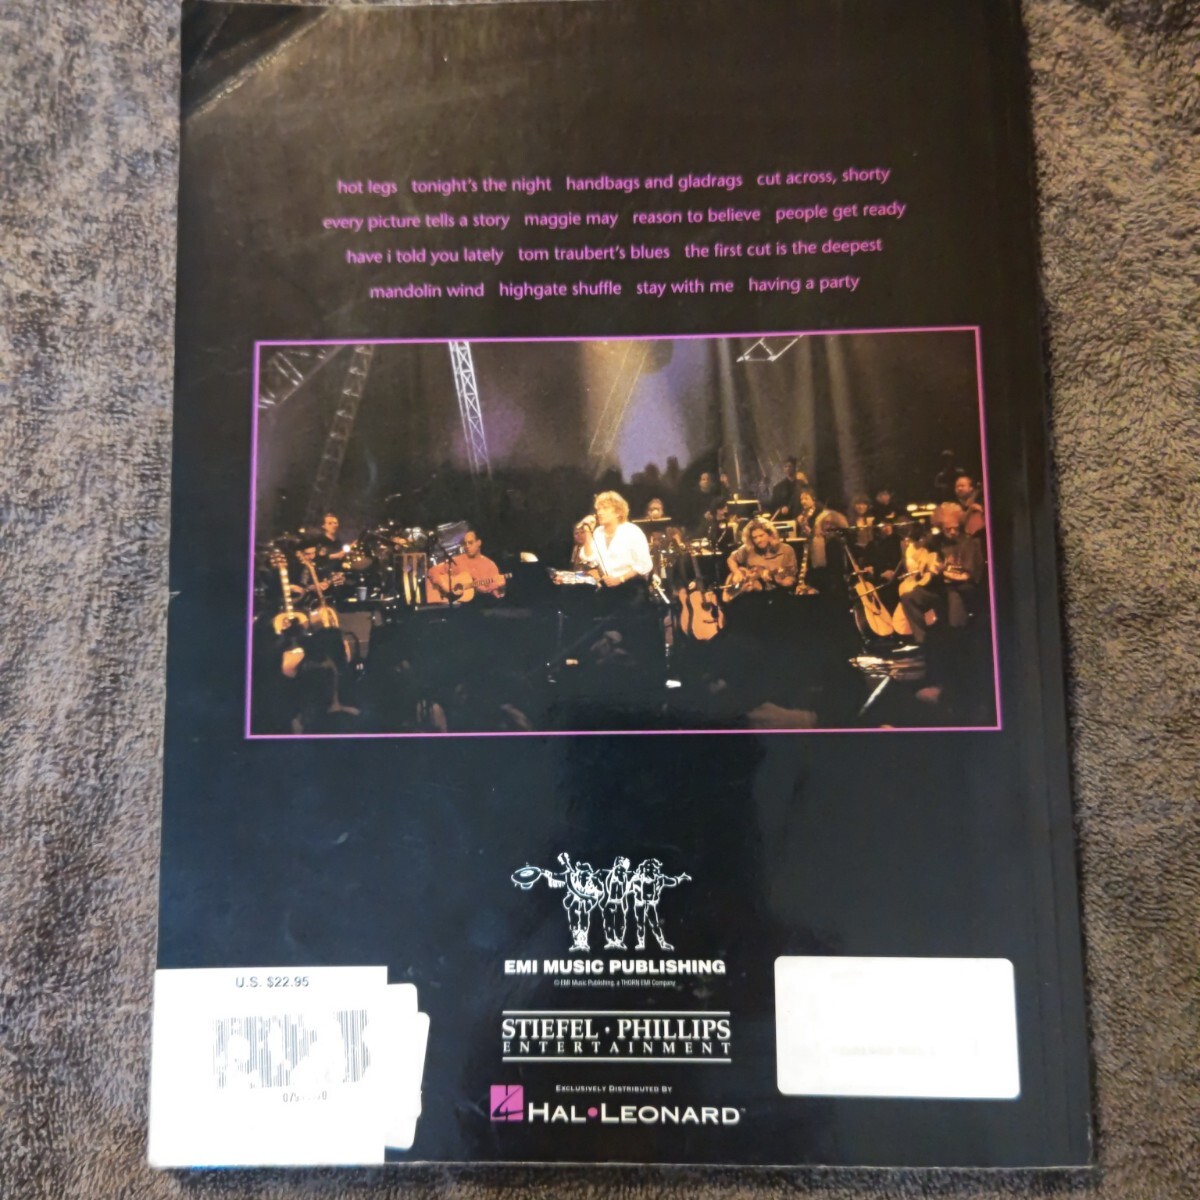 hot legs tonight's the night handbags and gladrags cut across, shorty
every picture tells a story maggie may reason to believe people get ready
have i told you lately tom traubert's blues the first cut is the deepest
mandolin wind highgate shuffle stay with me having a party
EMI MUSIC PUBLISHING
© EMI Music Publishing, a THORN EMI Company
U.S. $22.95
STIEFEL · PHILLIPS
ENTERTAINMENT
EXCLUSIVELY DISTRIBUTED BY
HAL•LEONARD